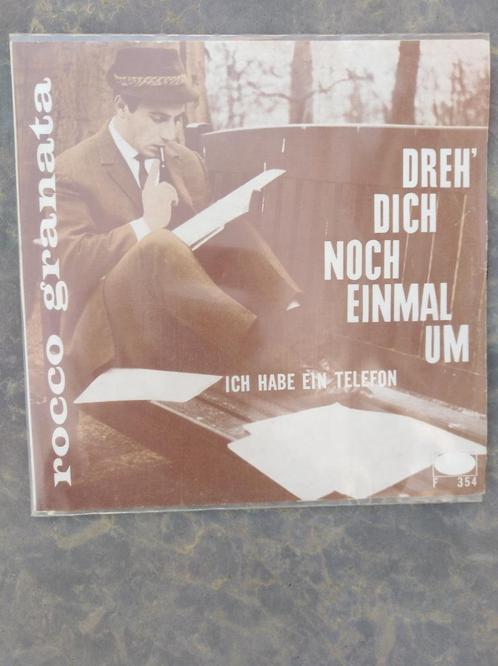 rocco granata
DREH'
DICH
NOCH
EINMAL
UM
ICH HABE EIN TELEFON
F 354